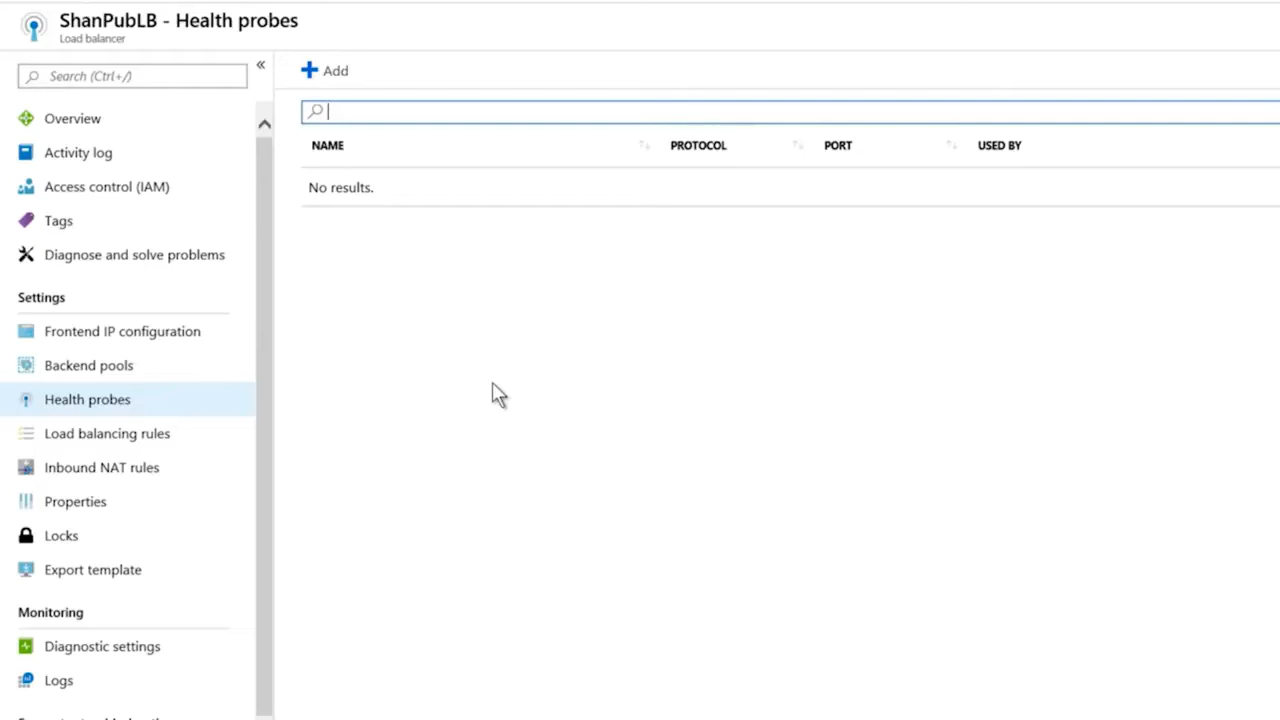 ShanPubLB - Health probes
Load balancer
Search (Ctrl+/)
«
Overview
Activity log
Access control (IAM)
Tags
Diagnose and solve problems
Settings
Frontend IP configuration
Backend pools
Health probes
Load balancing rules
Inbound NAT rules
Properties
Locks
Export template
Monitoring
Diagnostic settings
Logs
Add
NAME PROTOCOL PORT USED BY
No results.